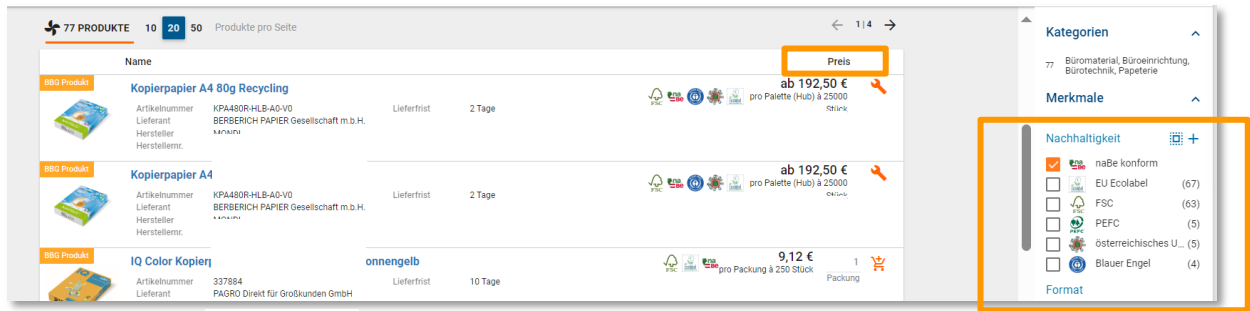 77 PRODUKTE 10 20 50 Produkte pro Seite 1|4
Name Preis
BBG Produkt
Kopierpapier A4 80g Recycling
ab 192,50 €
pro Palette (Hub) à 25000
Stück
Artikelnummer KPA480R-HLB-A0-V0 Lieferfrist 2 Tage
Lieferant BERBERICH PAPIER Gesellschaft m.b.H.
Hersteller MONDI
Herstellernr.
BBG Produkt
Kopierpapier A4
ab 192,50 €
pro Palette (Hub) à 25000
Artikelnummer KPA480R-HLB-A0-V0 Lieferfrist 2 Tage
Lieferant BERBERICH PAPIER Gesellschaft m.b.H.
Hersteller
Herstellernr.
BBG Produkt
IQ Color Kopier onnengelb
9,12 €
pro Packung à 250 Stück
1
Packung
Artikelnummer 337884 Lieferfrist 10 Tage
Lieferant PAGRO Direkt für Großkunden GmbH
Kategorien
77 Büromaterial, Büroeinrichtung,
Bürotechnik, Papeterie
Merkmale
Nachhaltigkeit
naBe konform
EU Ecolabel (67)
FSC (63)
PEFC (5)
österreichisches U... (5)
Blauer Engel (4)
Format